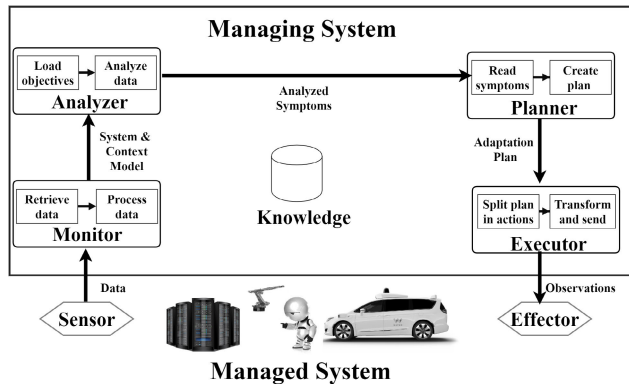 Managing System
Load
objectives
Analyze
data
Analyzer
Analyzed
Symptoms
Read
symptoms
Create
plan
Planner
System &
Context
Model
Adaptation
Plan
Retrieve
data
Process
data
Monitor
Knowledge
Split plan
in actions
Transform
and send
Executor
Data
Observations
Sensor
Effector
Managed System